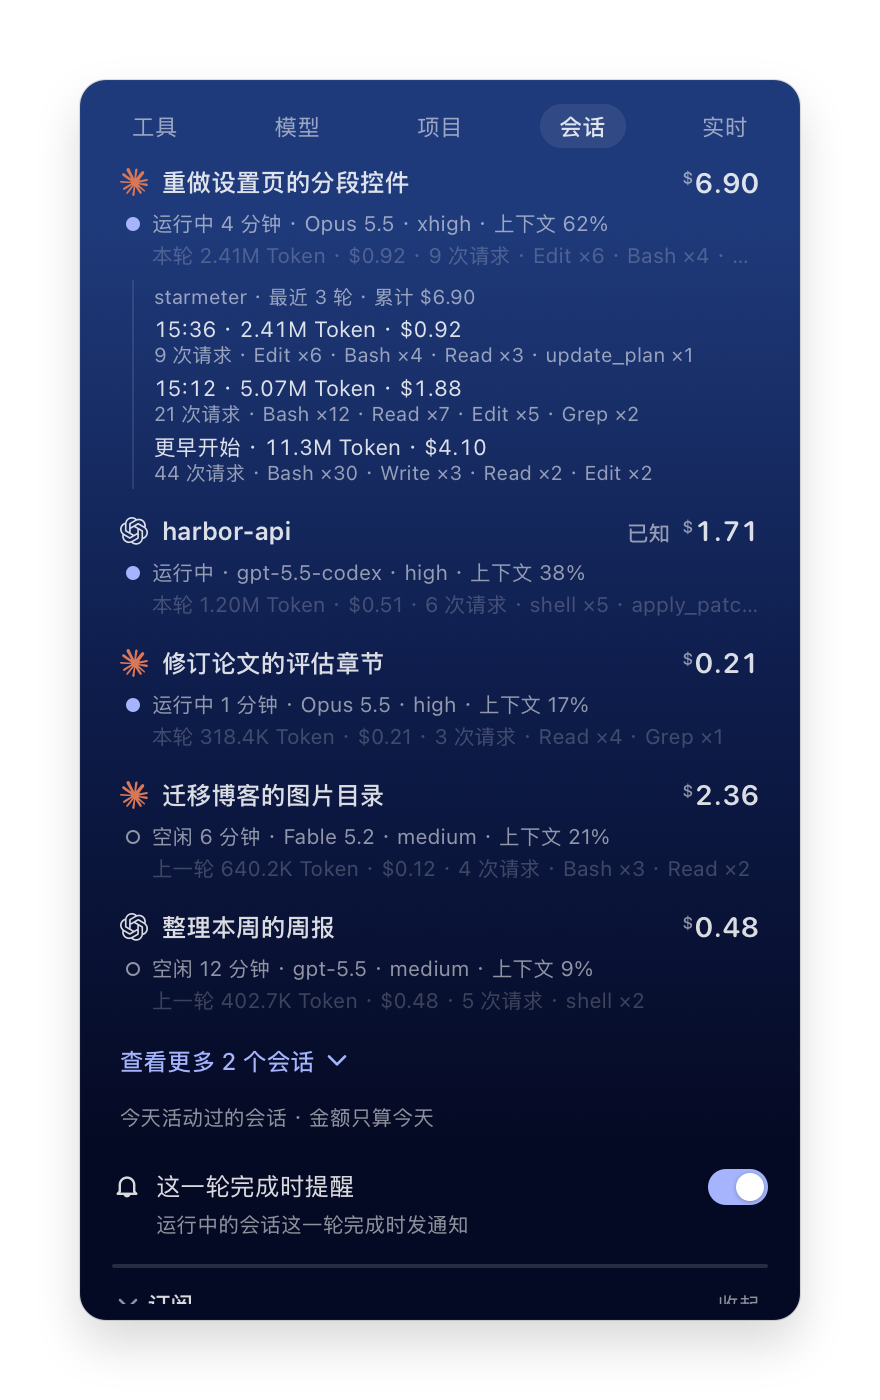 工具 模型 项目 会话 实时
重做设置页的分段控件 $6.90
运行中 4 分钟 · Opus 5.5 · xhigh · 上下文 62%
本轮 2.41M Token · $0.92 · 9 次请求 · Edit ×6 · Bash ×4 · ...
starmeter · 最近 3 轮 · 累计 $6.90
15:36 · 2.41M Token · $0.92
9 次请求 · Edit ×6 · Bash ×4 · Read ×3 · update_plan ×1
15:12 · 5.07M Token · $1.88
21 次请求 · Bash ×12 · Read ×7 · Edit ×5 · Grep ×2
更早开始 · 11.3M Token · $4.10
44 次请求 · Bash ×30 · Write ×3 · Read ×2 · Edit ×2
harbor-api 已知 $1.71
运行中 · gpt-5.5-codex · high · 上下文 38%
本轮 1.20M Token · $0.51 · 6 次请求 · shell ×5 · apply_patc...
修订论文的评估章节 $0.21
运行中 1 分钟 · Opus 5.5 · high · 上下文 17%
本轮 318.4K Token · $0.21 · 3 次请求 · Read ×4 · Grep ×1
迁移博客的图片目录 $2.36
空闲 6 分钟 · Fable 5.2 · medium · 上下文 21%
上一轮 640.2K Token · $0.12 · 4 次请求 · Bash ×3 · Read ×2
整理本周的周报 $0.48
空闲 12 分钟 · gpt-5.5 · medium · 上下文 9%
上一轮 402.7K Token · $0.48 · 5 次请求 · shell ×2
查看更多 2 个会话
今天活动过的会话 · 金额只算今天
这一轮完成时提醒
运行中的会话这一轮完成时发通知
订阅 收起